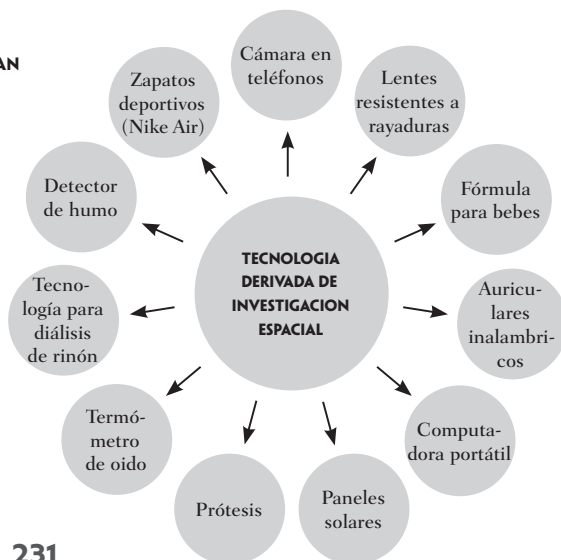 AN
Cámara en
teléfonos
Lentes
resistentes a
rayaduras
Fórmula
para bebes
Auricu-
lares
inalambri-
cos
Computa-
dora portátil
Paneles
solares
Prótesis
Termó-
metro
de oido
Tecno-
logía para
diálisis
de rinón
Detector
de humo
Zapatos
deportivos
(Nike Air)
TECNOLOGIA
DERIVADA DE
INVESTIGACION
ESPACIAL
231